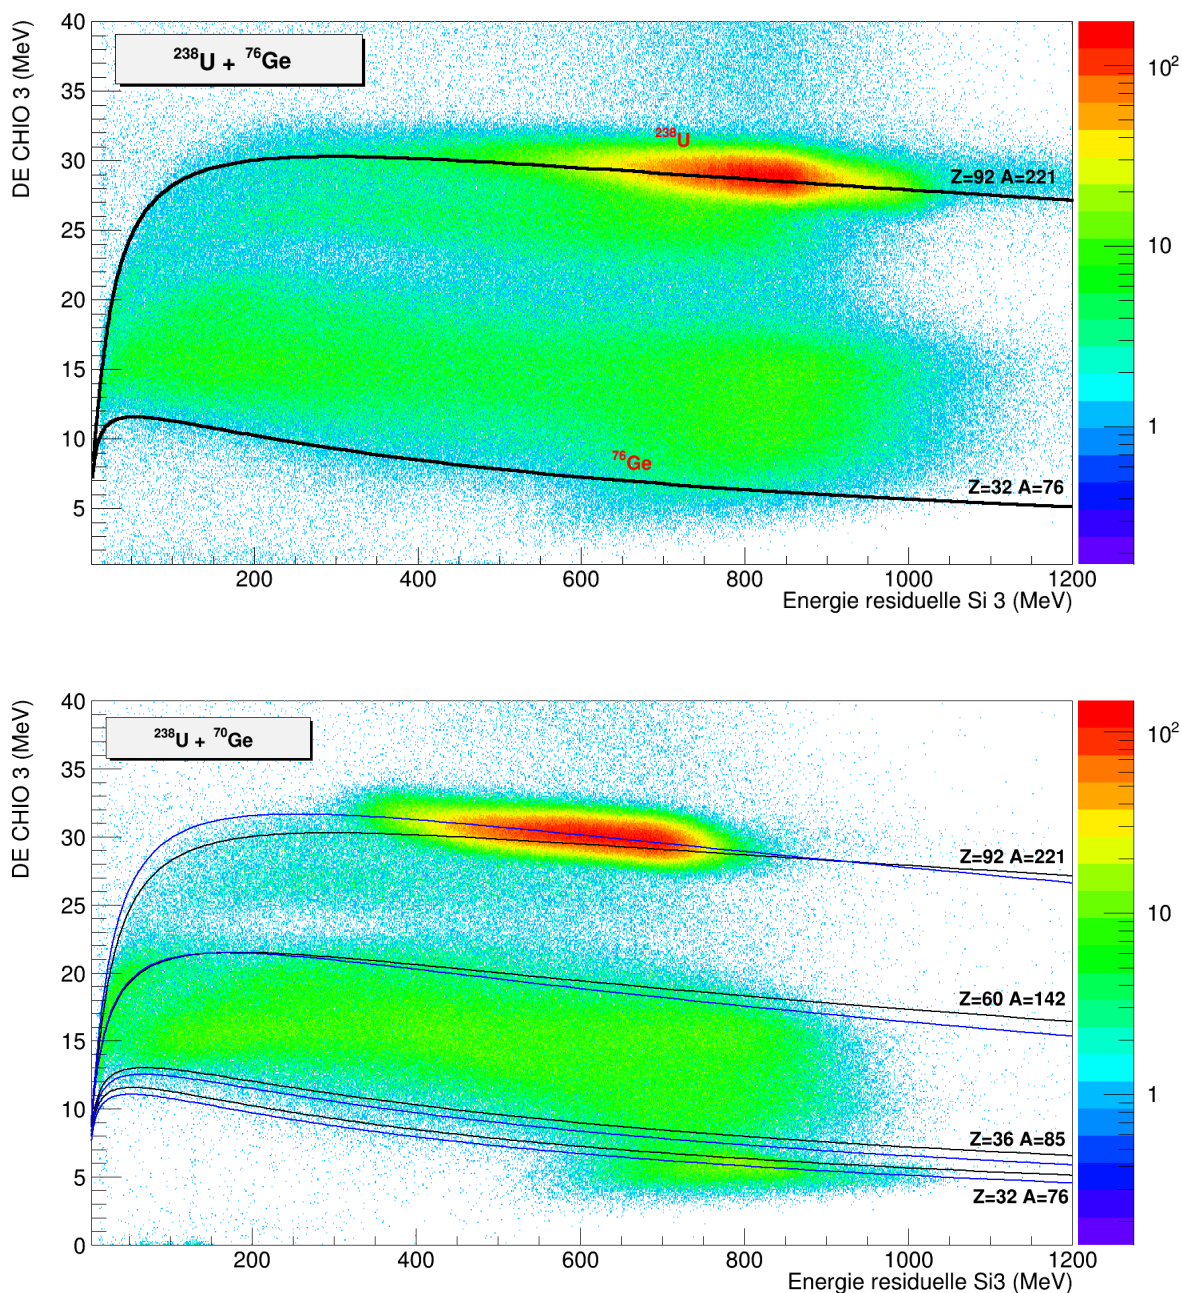 DE CHIO 3 (MeV)
40
35
30
25
20
15
10
5
²³⁸U + ⁷⁶Ge
²³⁸U
Z=92 A=221
⁷⁶Ge
Z=32 A=76
10²
10
1
200 400 600 800 1000 1200
Energie residuelle Si 3 (MeV)
DE CHIO 3 (MeV)
40
35
30
25
20
15
10
5
0
²³⁸U + ⁷⁰Ge
Z=92 A=221
Z=60 A=142
Z=36 A=85
Z=32 A=76
10²
10
1
200 400 600 800 1000 1200
Energie residuelle Si3 (MeV)